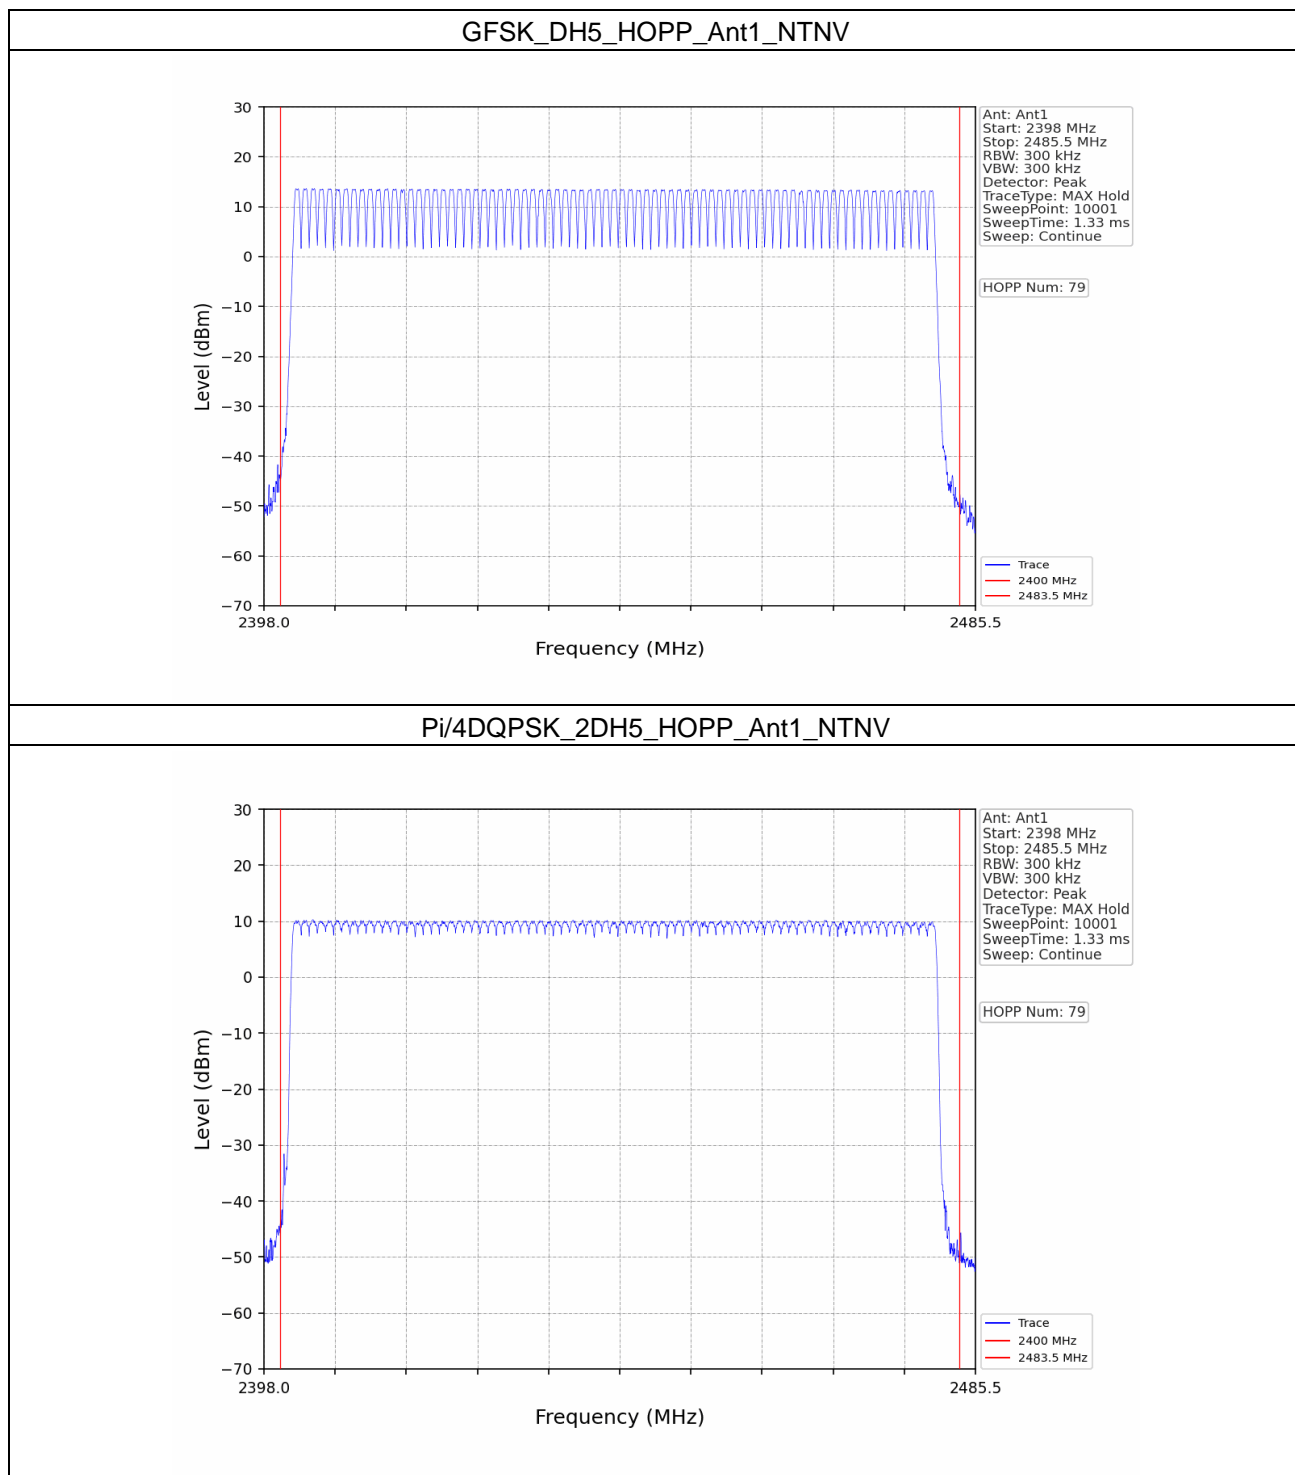 GFSK_DH5_HOPP_Ant1_NTNV
30
20
10
0
−10
−20
−30
−40
−50
−60
−70
Level (dBm)
2398.0
2485.5
Frequency (MHz)
Ant: Ant1
Start: 2398 MHz
Stop: 2485.5 MHz
RBW: 300 kHz
VBW: 300 kHz
Detector: Peak
TraceType: MAX Hold
SweepPoint: 10001
SweepTime: 1.33 ms
Sweep: Continue
HOPP Num: 79
Trace
2400 MHz
2483.5 MHz
Pi/4DQPSK_2DH5_HOPP_Ant1_NTNV
30
20
10
0
−10
−20
−30
−40
−50
−60
−70
Level (dBm)
2398.0
2485.5
Frequency (MHz)
Ant: Ant1
Start: 2398 MHz
Stop: 2485.5 MHz
RBW: 300 kHz
VBW: 300 kHz
Detector: Peak
TraceType: MAX Hold
SweepPoint: 10001
SweepTime: 1.33 ms
Sweep: Continue
HOPP Num: 79
Trace
2400 MHz
2483.5 MHz